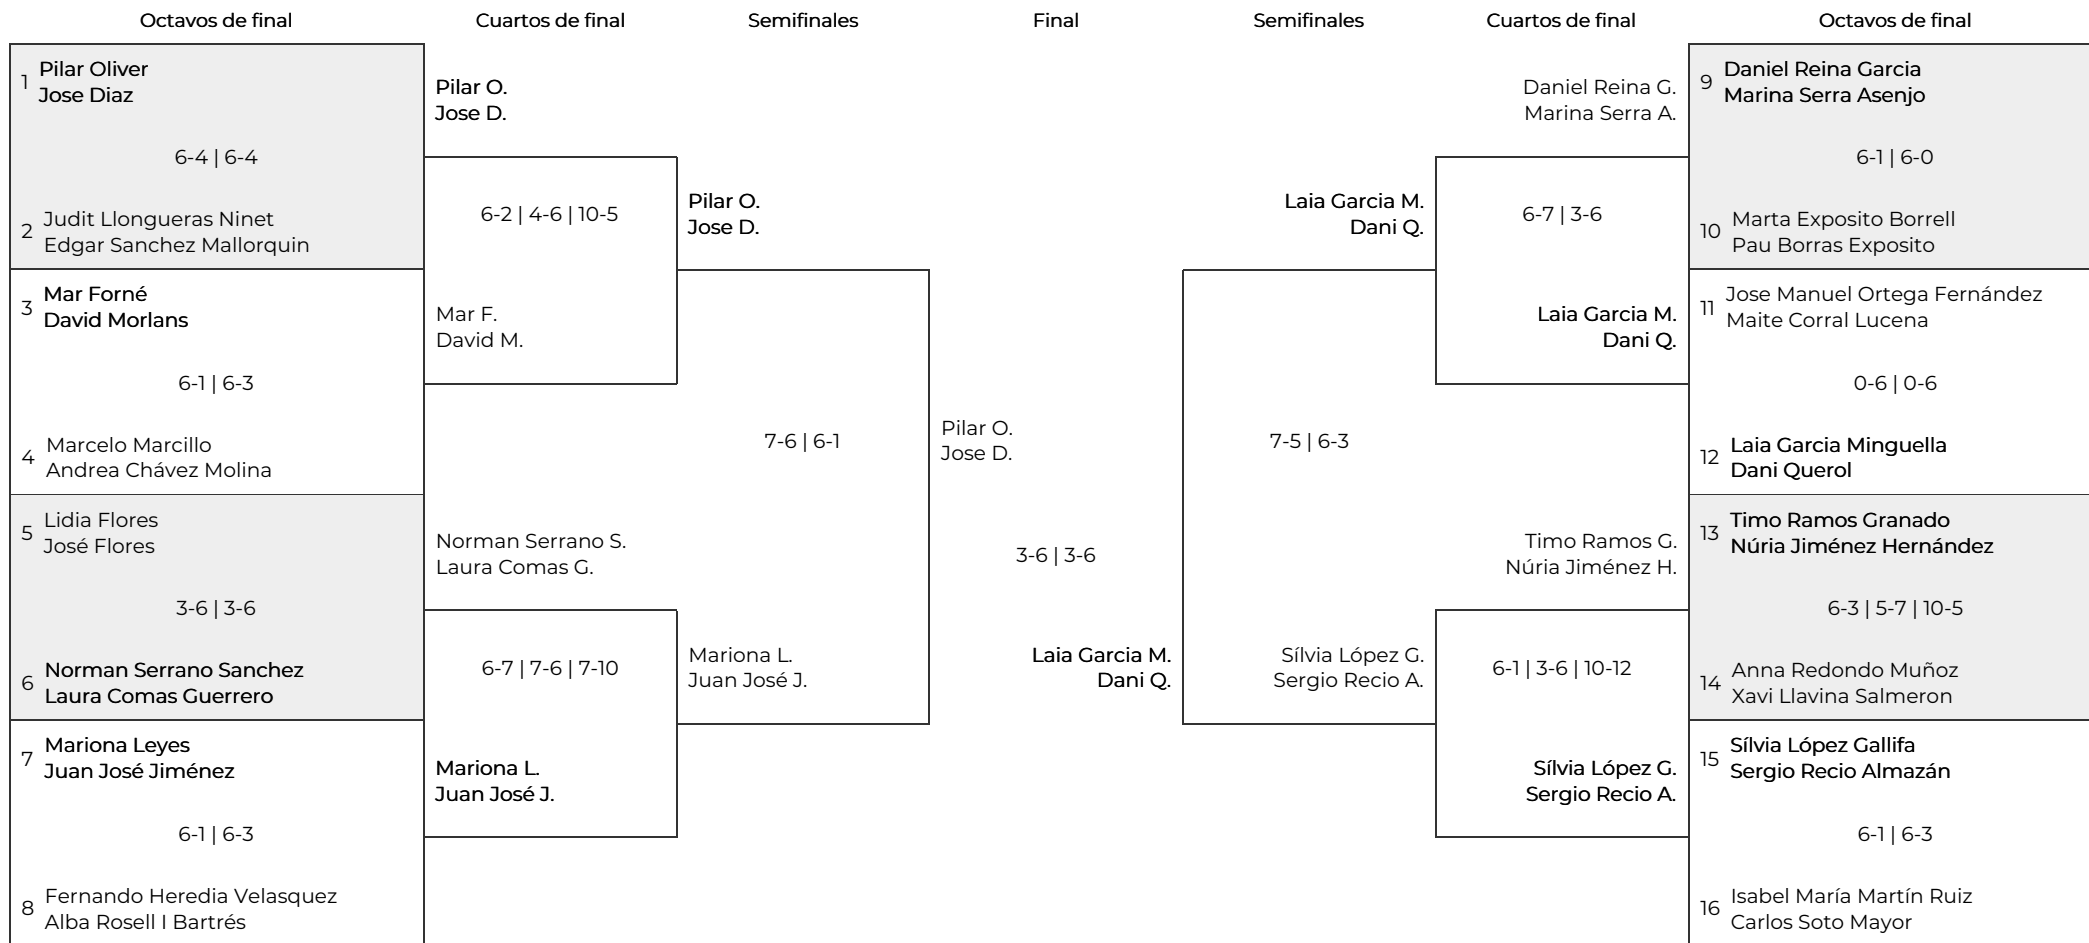 Octavos de final
Cuartos de final
Semifinales
Final
Semifinales
Cuartos de final
Octavos de final
1
Pilar Oliver
Jose Diaz
6-4 | 6-4
2
Judit Llongueras Ninet
Edgar Sanchez Mallorquin
3
Mar Forné
David Morlans
6-1 | 6-3
4
Marcelo Marcillo
Andrea Chávez Molina
5
Lidia Flores
José Flores
3-6 | 3-6
6
Norman Serrano Sanchez
Laura Comas Guerrero
7
Mariona Leyes
Juan José Jiménez
6-1 | 6-3
8
Fernando Heredia Velasquez
Alba Rosell I Bartrés
Pilar O.
Jose D.
6-2 | 4-6 | 10-5
Mar F.
David M.
Norman Serrano S.
Laura Comas G.
6-7 | 7-6 | 7-10
Mariona L.
Juan José J.
Pilar O.
Jose D.
7-6 | 6-1
Mariona L.
Juan José J.
Pilar O.
Jose D.
3-6 | 3-6
Laia Garcia M.
Dani Q.
Laia Garcia M.
Dani Q.
7-5 | 6-3
Sílvia López G.
Sergio Recio A.
Daniel Reina G.
Marina Serra A.
6-7 | 3-6
Laia Garcia M.
Dani Q.
Timo Ramos G.
Núria Jiménez H.
6-1 | 3-6 | 10-12
Sílvia López G.
Sergio Recio A.
9
Daniel Reina Garcia
Marina Serra Asenjo
6-1 | 6-0
10
Marta Exposito Borrell
Pau Borras Exposito
11
Jose Manuel Ortega Fernández
Maite Corral Lucena
0-6 | 0-6
12
Laia Garcia Minguella
Dani Querol
13
Timo Ramos Granado
Núria Jiménez Hernández
6-3 | 5-7 | 10-5
14
Anna Redondo Muñoz
Xavi Llavina Salmeron
15
Sílvia López Gallifa
Sergio Recio Almazán
6-1 | 6-3
16
Isabel María Martín Ruiz
Carlos Soto Mayor